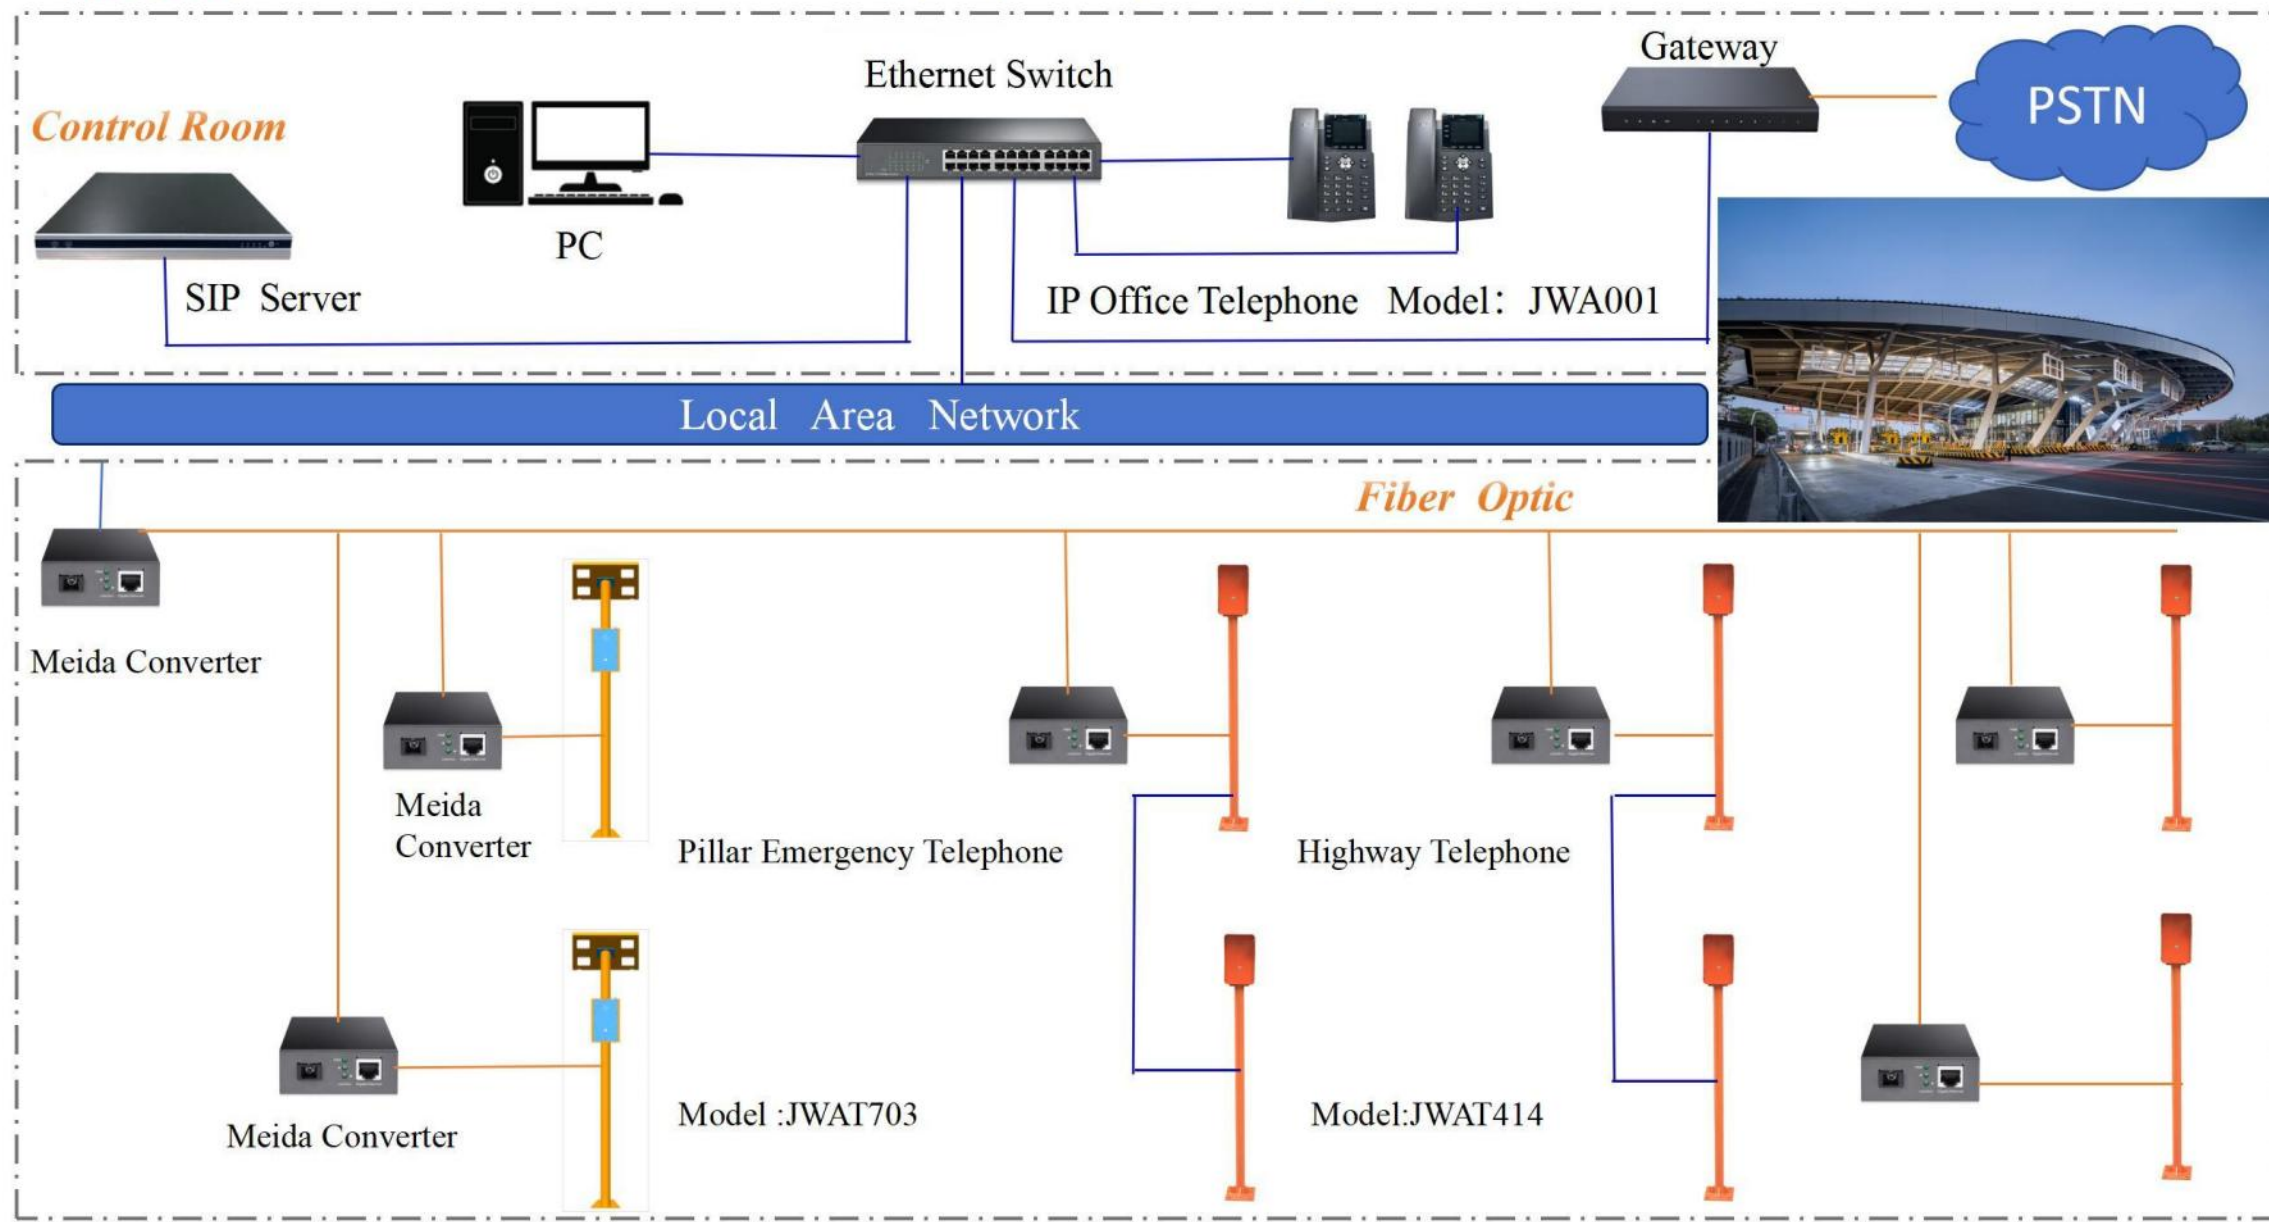 Gateway
Ethernet Switch
PSTN
Control Room
PC
SIP Server
IP Office Telephone Model: JWA001
Local Area Network
Fiber Optic
Meida Converter
Meida
Converter
Pillar Emergency Telephone
Highway Telephone
Model :JWAT703
Model:JWAT414
Meida Converter